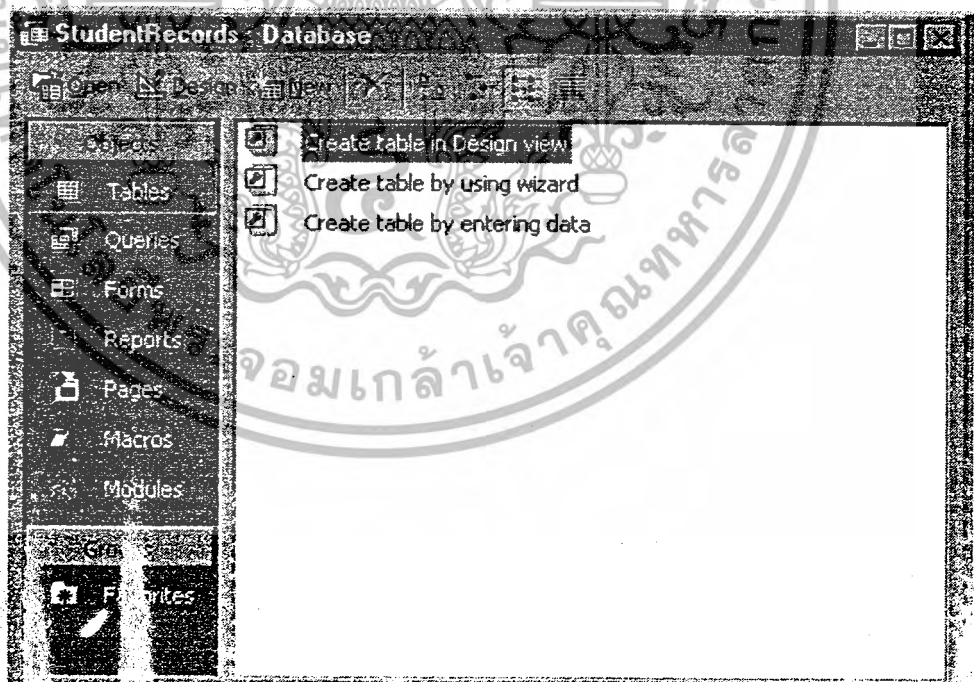 StudentRecords : Database
Open Design New
Objects
Tables
Queries
Forms
Reports
Pages
Macros
Modules
Groups
Favorites
Create table in Design view
Create table by using wizard
Create table by entering data
จอมเกล้าเจ้าคุณทหาร